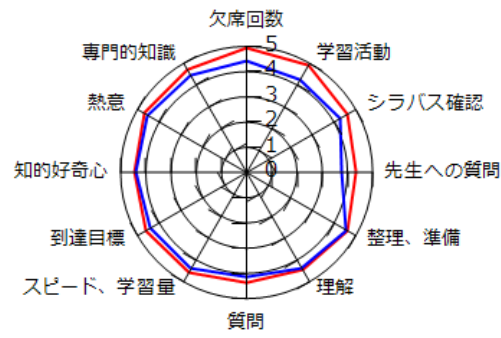 欠席回数
専門的知識
5
学習活動
4
熱意
3
シラバス確認
2
1
知的好奇心
0
先生への質問
到達目標
整理、準備
スピード、学習量
理解
質問